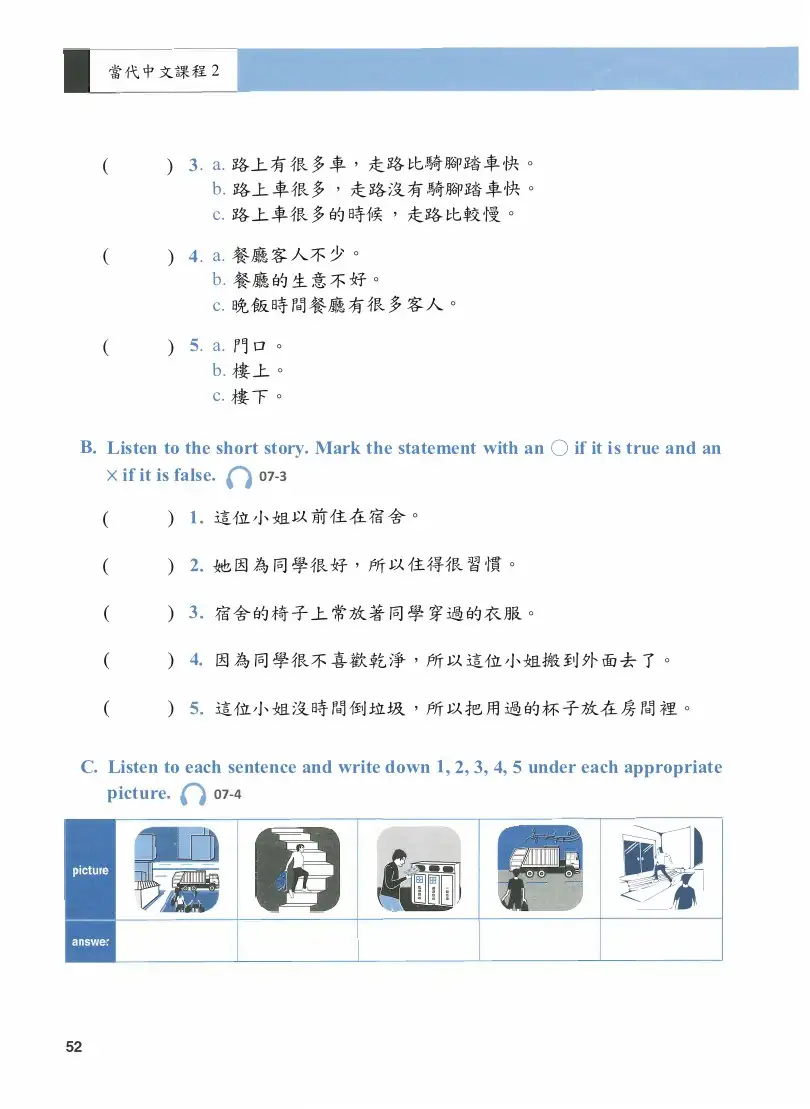 當代中文課程 2
( ) 3. a. 路上有很多車，走路比騎腳踏車快。
b. 路上車很多，走路沒有騎腳踏車快。
c. 路上車很多的時候，走路比較慢。
( ) 4. a. 餐廳客人不少。
b. 餐廳的生意不好。
c. 晚飯時間餐廳有很多客人。
( ) 5. a. 門口。
b. 樓上。
c. 樓下。
B. Listen to the short story. Mark the statement with an ○ if it is true and an
× if it is false. 07-3
( ) 1. 這位小姐以前住在宿舍。
( ) 2. 她因為同學很好，所以住得很習慣。
( ) 3. 宿舍的椅子上常放著同學穿過的衣服。
( ) 4. 因為同學很不喜歡乾淨，所以這位小姐搬到外面去了。
( ) 5. 這位小姐沒時間倒垃圾，所以把用過的杯子放在房間裡。
C. Listen to each sentence and write down 1, 2, 3, 4, 5 under each appropriate
picture. 07-4
picture
answer
52